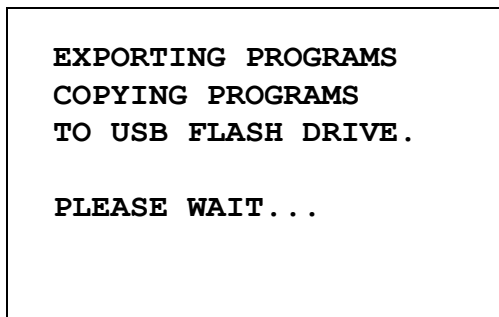 EXPORTING PROGRAMS
COPYING PROGRAMS
TO USB FLASH DRIVE.
PLEASE WAIT...